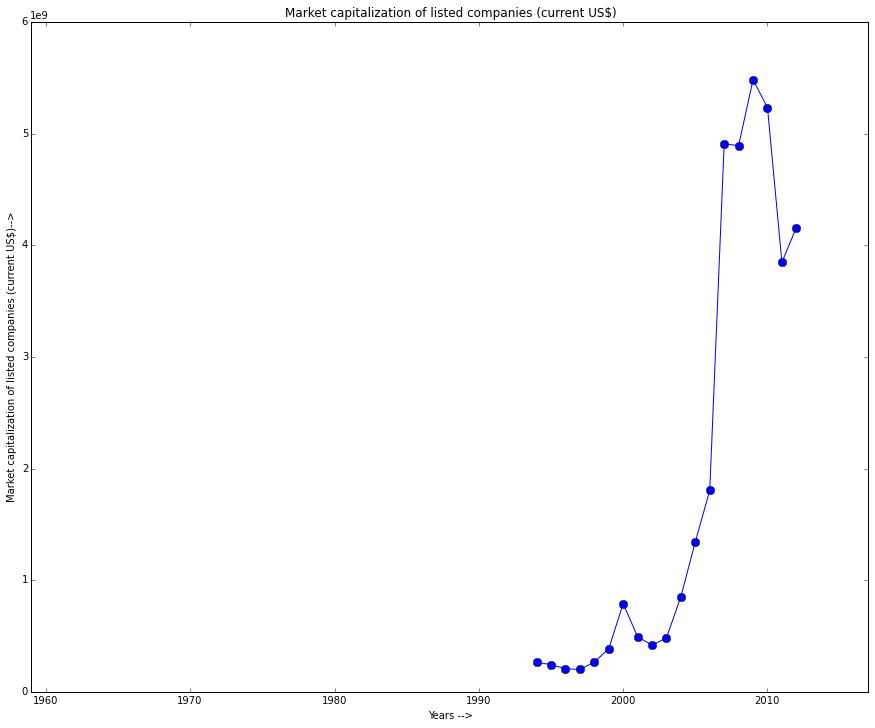 Market capitalization of listed companies (current US$)
1e9
6
5
4
3
2
1
0
Market capitalization of listed companies (current US$)-->
1960 1970 1980 1990 2000 2010
Years -->